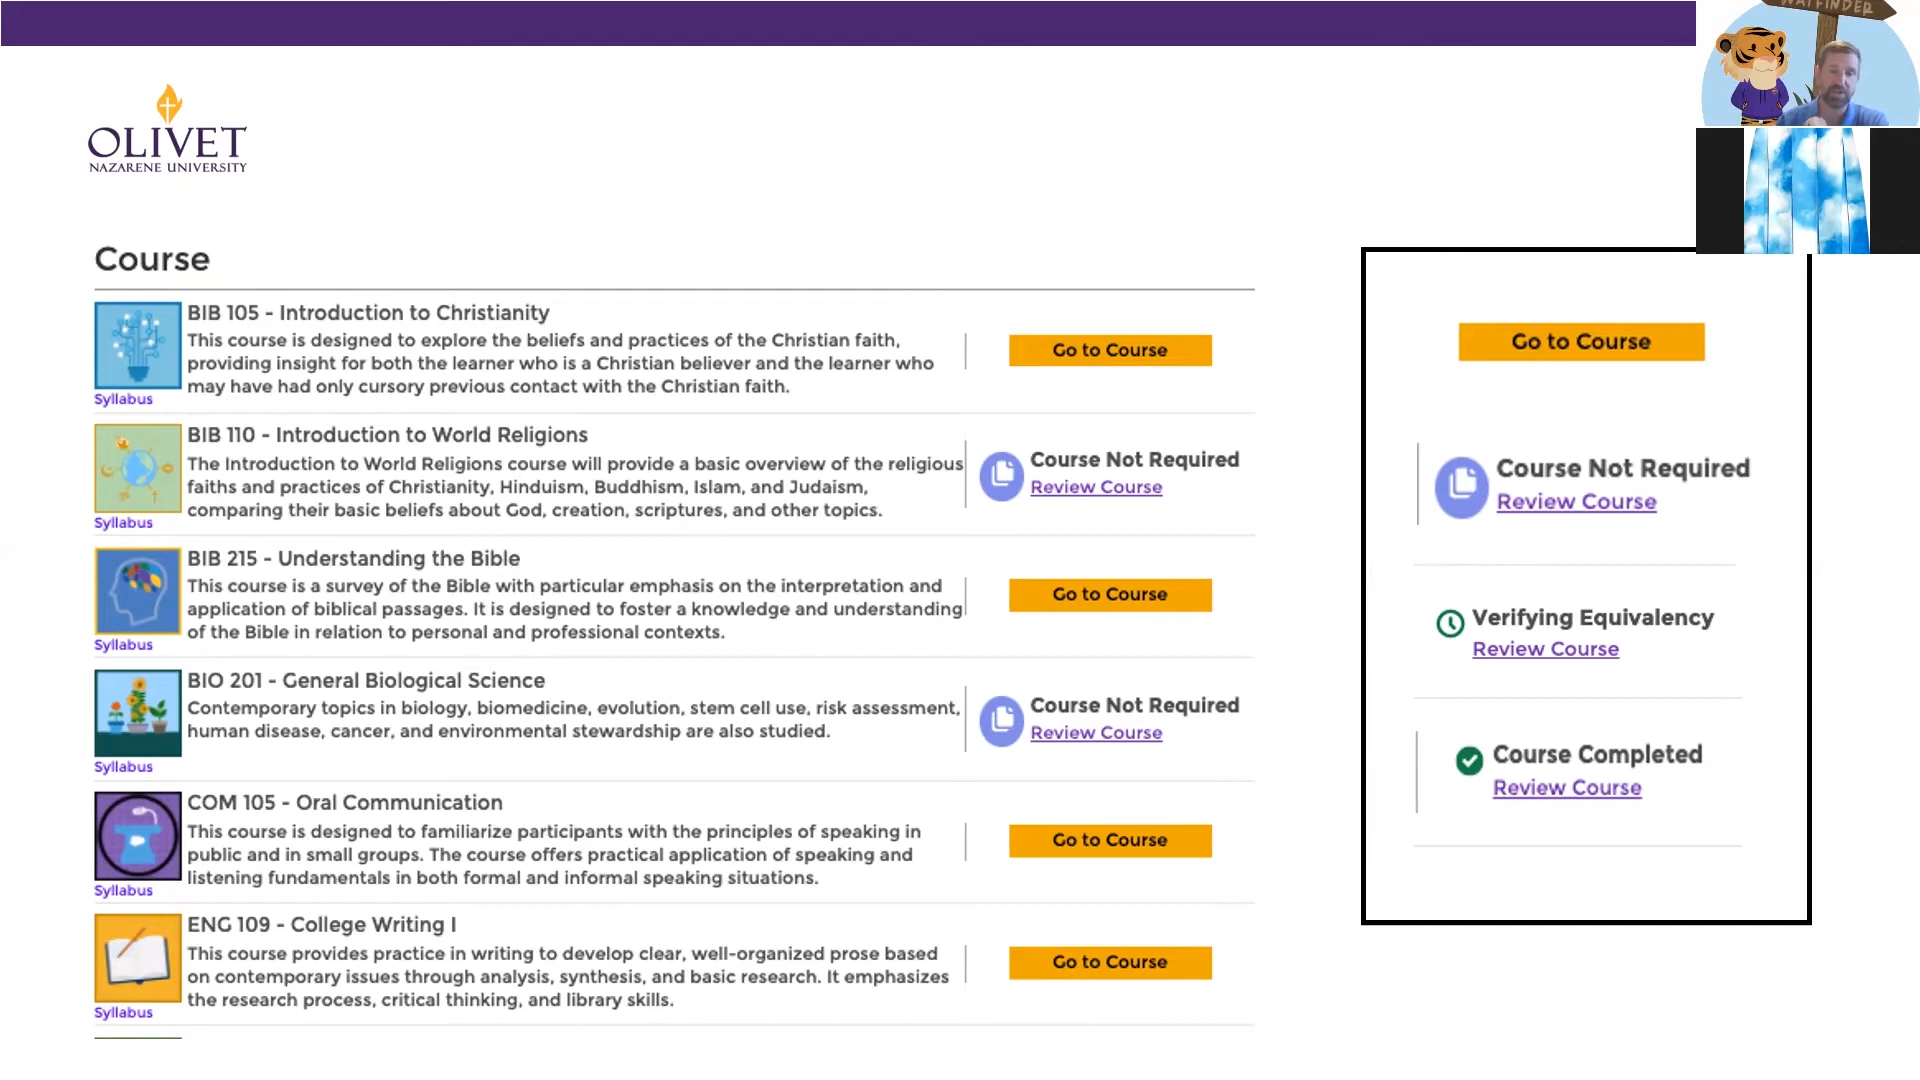 WAYFINDER
OLIVET
NAZARENE UNIVERSITY
Course
BIB 105 - Introduction to Christianity
This course is designed to explore the beliefs and practices of the Christian faith,
providing insight for both the learner who is a Christian believer and the learner who
may have had only cursory previous contact with the Christian faith.
Syllabus
Go to Course
BIB 110 - Introduction to World Religions
The Introduction to World Religions course will provide a basic overview of the religious
faiths and practices of Christianity, Hinduism, Buddhism, Islam, and Judaism,
comparing their basic beliefs about God, creation, scriptures, and other topics.
Syllabus
Course Not Required
Review Course
BIB 215 - Understanding the Bible
This course is a survey of the Bible with particular emphasis on the interpretation and
application of biblical passages. It is designed to foster a knowledge and understanding
of the Bible in relation to personal and professional contexts.
Syllabus
Go to Course
BIO 201 - General Biological Science
Contemporary topics in biology, biomedicine, evolution, stem cell use, risk assessment,
human disease, cancer, and environmental stewardship are also studied.
Syllabus
Course Not Required
Review Course
COM 105 - Oral Communication
This course is designed to familiarize participants with the principles of speaking in
public and in small groups. The course offers practical application of speaking and
listening fundamentals in both formal and informal speaking situations.
Syllabus
Go to Course
ENG 109 - College Writing I
This course provides practice in writing to develop clear, well-organized prose based
on contemporary issues through analysis, synthesis, and basic research. It emphasizes
the research process, critical thinking, and library skills.
Syllabus
Go to Course
Go to Course
Course Not Required
Review Course
Verifying Equivalency
Review Course
Course Completed
Review Course